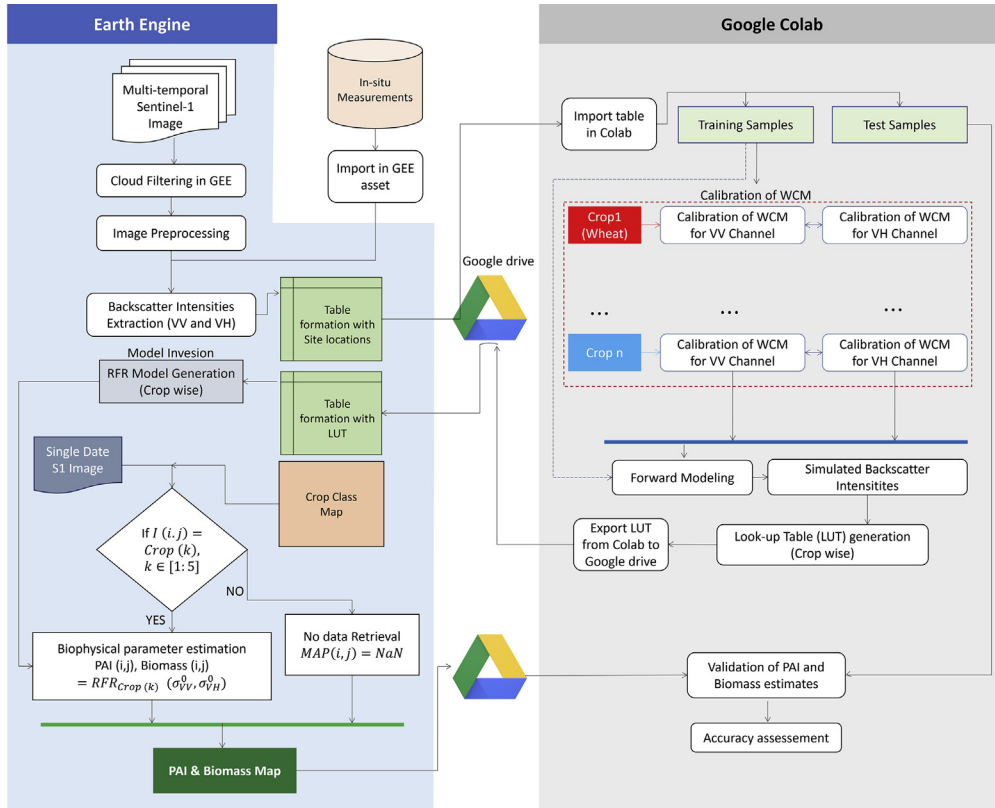 Earth Engine
Google Colab
Multi-temporal
Sentinel-1
Image
In-situ
Measurements
Cloud Filtering in GEE
Import in GEE
asset
Image Preprocessing
Backscatter Intensities
Extraction (VV and VH)
Table
formation with
Site locations
Google drive
Model Invesion
RFR Model Generation
(Crop wise)
Table
formation with
LUT
Single Date
S1 Image
Crop Class
Map
If I (i.j) =
Crop (k),
k ∈ [1: 5]
NO
YES
Biophysical parameter estimation
PAI (i,j), Biomass (i,j)
= RFR_{Crop (k)} (σ^0_{VV}, σ^0_{VH})
No data Retrieval
MAP(i, j) = NaN
PAI & Biomass Map
Import table
in Colab
Training Samples
Test Samples
Calibration of WCM
Crop1
(Wheat)
Calibration of WCM
for VV Channel
Calibration of WCM
for VH Channel
...
...
...
Crop n
Calibration of WCM
for VV Channel
Calibration of WCM
for VH Channel
Forward Modeling
Simulated Backscatter
Intensitites
Export LUT
from Colab to
Google drive
Look-up Table (LUT) generation
(Crop wise)
Validation of PAI and
Biomass estimates
Accuracy assessment